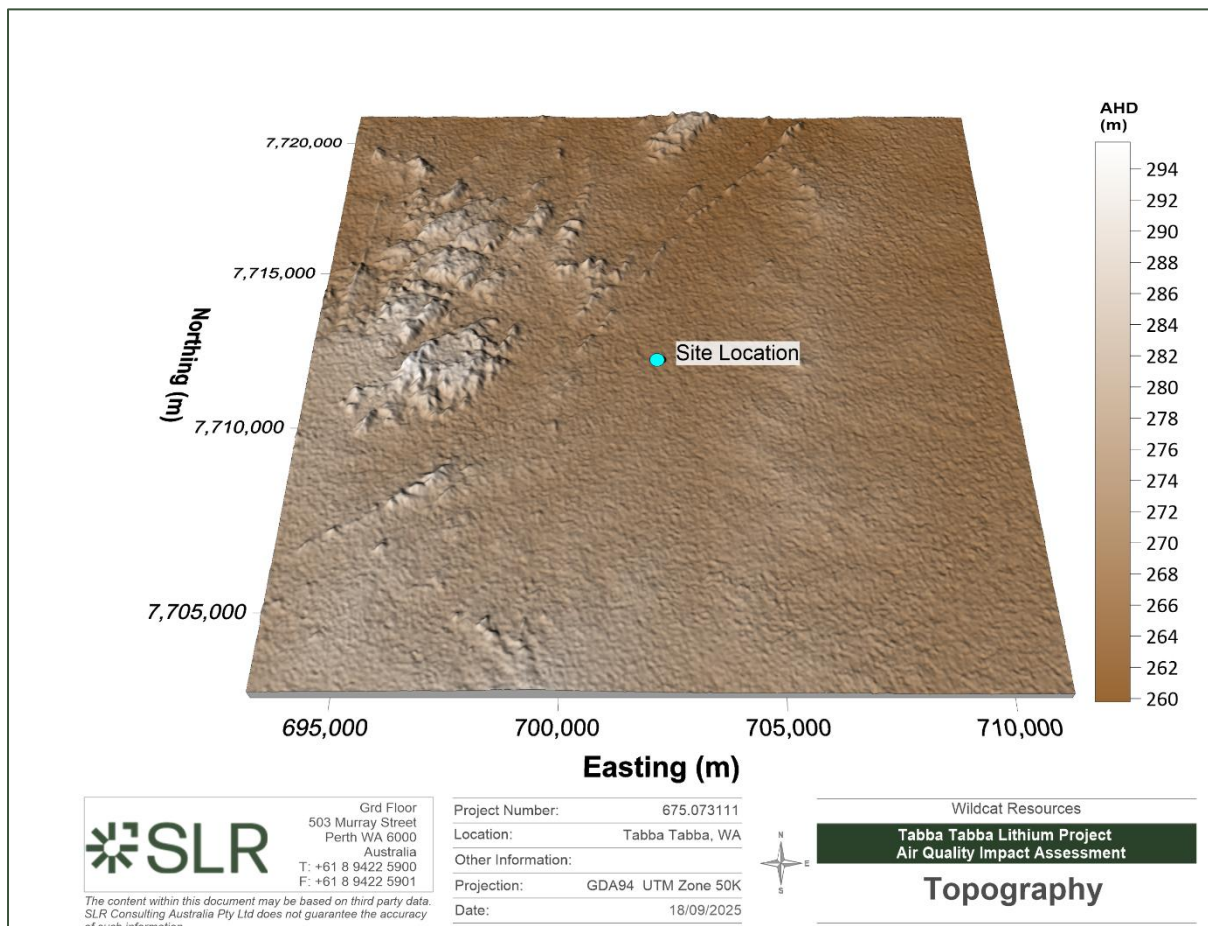 AHD
(m)
7,720,000
7,715,000
7,710,000
7,705,000
Northing (m)
Site Location
294
292
290
288
286
284
282
280
278
276
274
272
270
268
266
264
262
260
695,000
700,000
705,000
710,000
Easting (m)
SLR
Grd Floor
503 Murray Street
Perth WA 6000
Australia
T: +61 8 9422 5900
F: +61 8 9422 5901
The content within this document may be based on third party data.
SLR Consulting Australia Pty Ltd does not guarantee the accuracy
of such information
Project Number: 675.073111
Location: Tabba Tabba, WA
Other Information:
Projection: GDA94 UTM Zone 50K
Date: 18/09/2025
N
E
S
Wildcat Resources
Tabba Tabba Lithium Project
Air Quality Impact Assessment
Topography